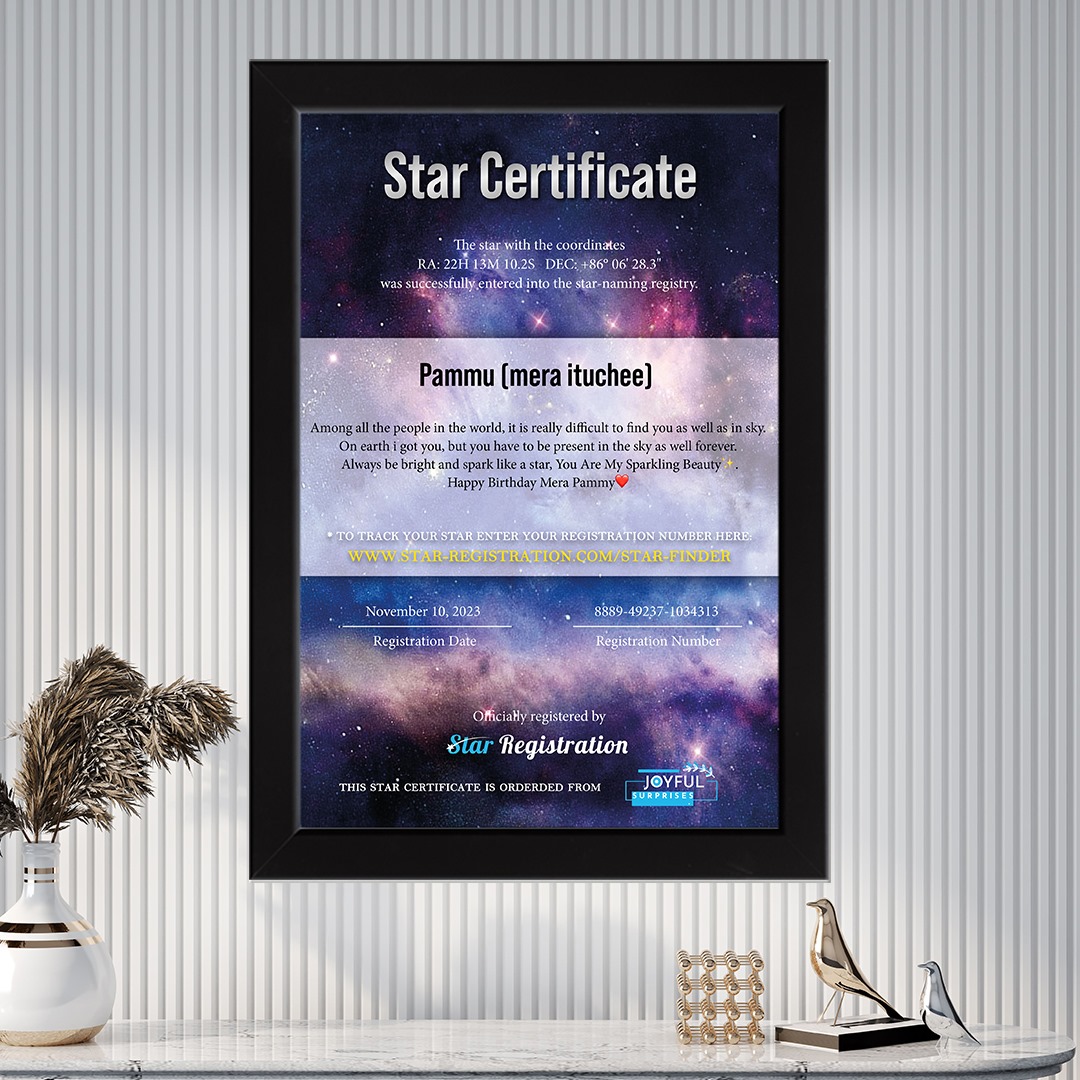 Star Certificate
The star with the coordinates
RA: 22H 13M 10.2S DEC: +86° 06' 28.3"
was successfully entered into the star-naming registry.
Pammu (mera ituchee)
Among all the people in the world, it is really difficult to find you as well as in sky.
On earth i got you, but you have to be present in the sky as well forever.
Always be bright and spark like a star, You Are My Sparkling Beauty✨.
Happy Birthday Mera Pammy❤️
* TO TRACK YOUR STAR ENTER YOUR REGISTRATION NUMBER HERE:
WWW.STAR-REGISTRATION.COM/STAR-FINDER
November 10, 2023 8889-49237-1034313
Registration Date Registration Number
Officially registered by
Star Registration
THIS STAR CERTIFICATE IS ORDERDED FROM
JOYFUL
SURPRISES